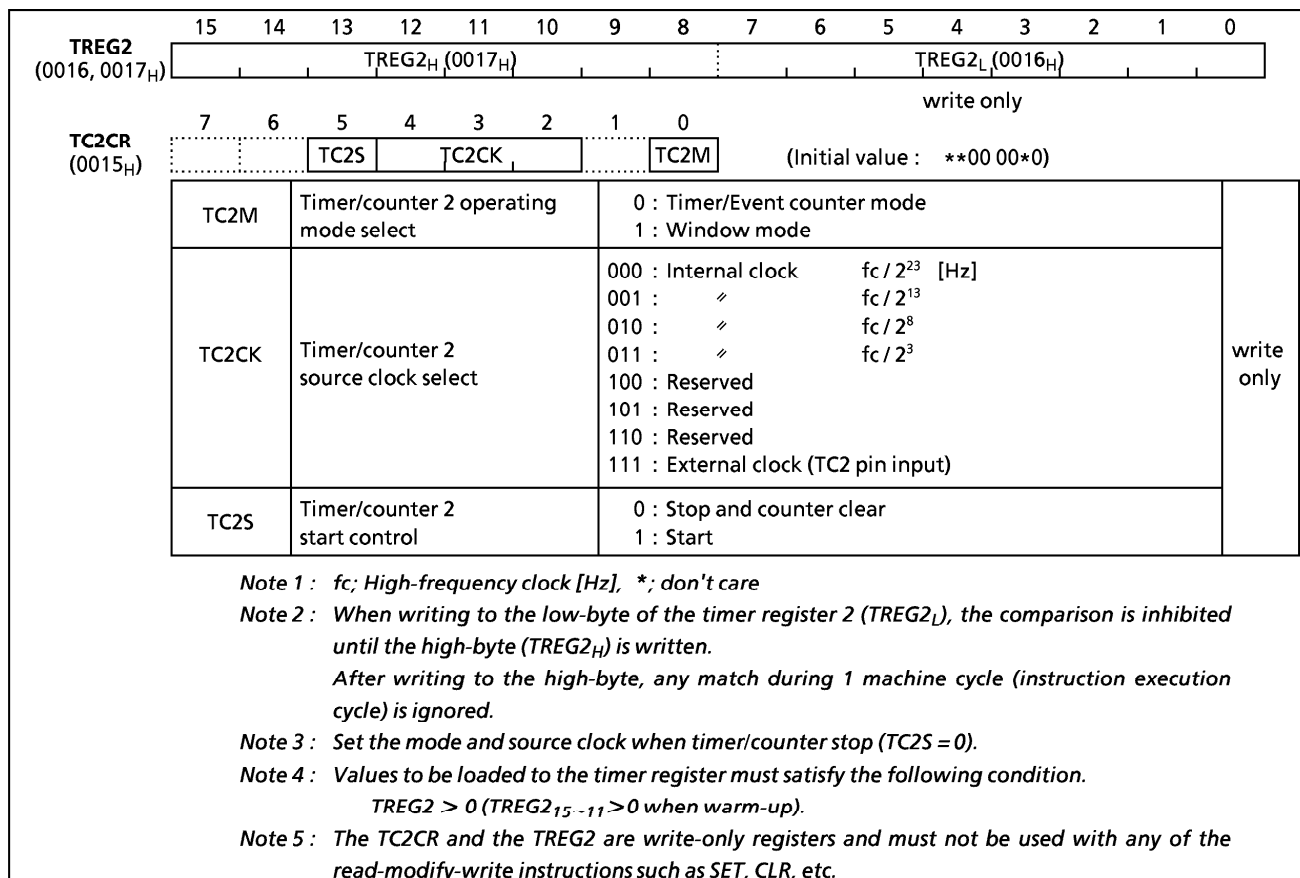 15 14 13 12 11 10 9 8 7 6 5 4 3 2 1 0
TREG2
(0016, 0017H) TREG2H (0017H) TREG2L (0016H)
write only
7 6 5 4 3 2 1 0
TC2CR
(0015H) TC2S TC2CK TC2M (Initial value : **00 00*0)
TC2M Timer/counter 2 operating mode select
0 : Timer/Event counter mode
1 : Window mode
TC2CK Timer/counter 2 source clock select
000 : Internal clock fc / 2²³ [Hz]
001 : 〃 fc / 2¹³
010 : 〃 fc / 2⁸
011 : 〃 fc / 2³
100 : Reserved
101 : Reserved
110 : Reserved
111 : External clock (TC2 pin input)
TC2S Timer/counter 2 start control
0 : Stop and counter clear
1 : Start
write only
Note 1 : fc; High-frequency clock [Hz], *; don't care
Note 2 : When writing to the low-byte of the timer register 2 (TREG2L), the comparison is inhibited
until the high-byte (TREG2H) is written.
After writing to the high-byte, any match during 1 machine cycle (instruction execution
cycle) is ignored.
Note 3 : Set the mode and source clock when timer/counter stop (TC2S = 0).
Note 4 : Values to be loaded to the timer register must satisfy the following condition.
TREG2 > 0 (TREG2₁₅₋₁₁ > 0 when warm-up).
Note 5 : The TC2CR and the TREG2 are write-only registers and must not be used with any of the
read-modify-write instructions such as SET, CLR, etc.